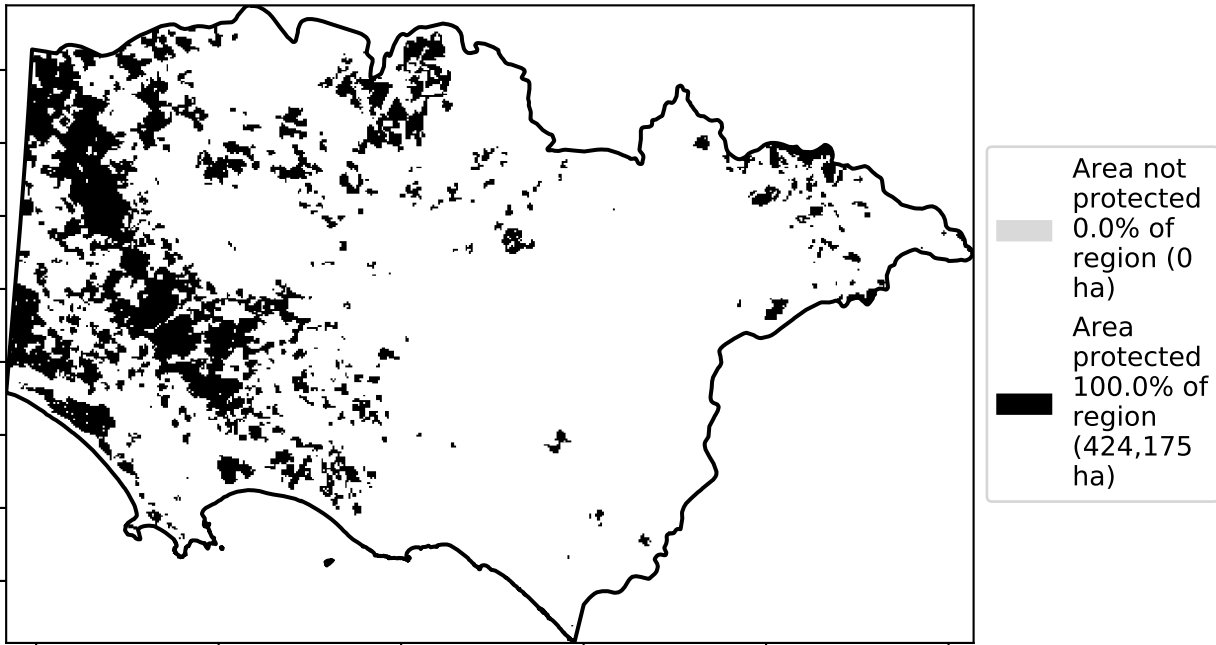 Area not
protected
0.0% of
region (0
ha)
Area
protected
100.0% of
region
(424,175
ha)